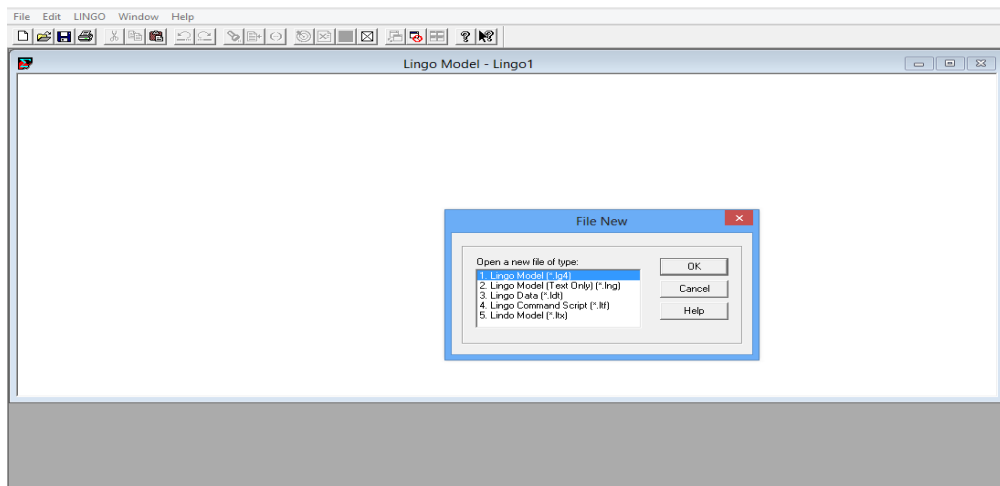 File Edit LINGO Window Help
Lingo Model - Lingo1
File New
Open a new file of type:
1. Lingo Model (*.lg4)
2. Lingo Model (Text Only) (*.lng)
3. Lingo Data (*.ldt)
4. Lingo Command Script (*.ltf)
5. Lindo Model (*.ltx)
OK
Cancel
Help